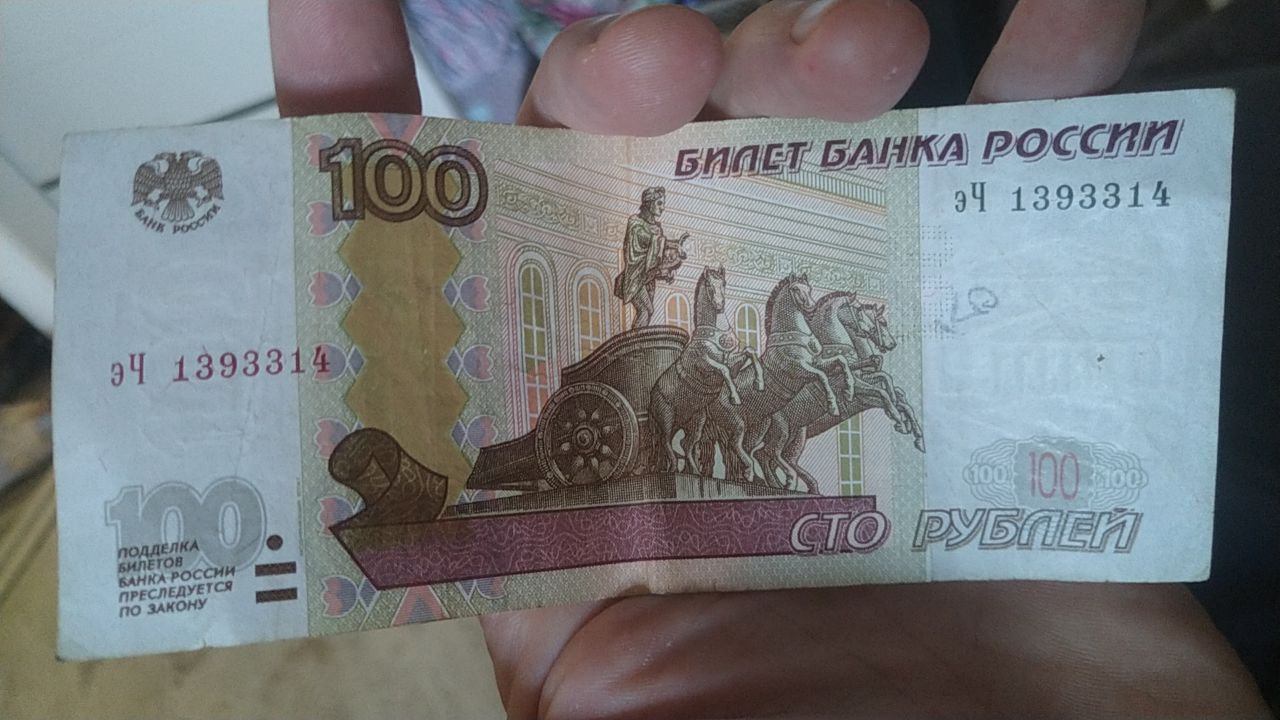 100
БИЛЕТ БАНКА РОССИИ
эЧ 1393314
БАНК РОССИИ
эЧ 1393314
100
ПОДДЕЛКА
БИЛЕТОВ
БАНКА РОССИИ
ПРЕСЛЕДУЕТСЯ
ПО ЗАКОНУ
100 100 100
СТО РУБЛЕЙ